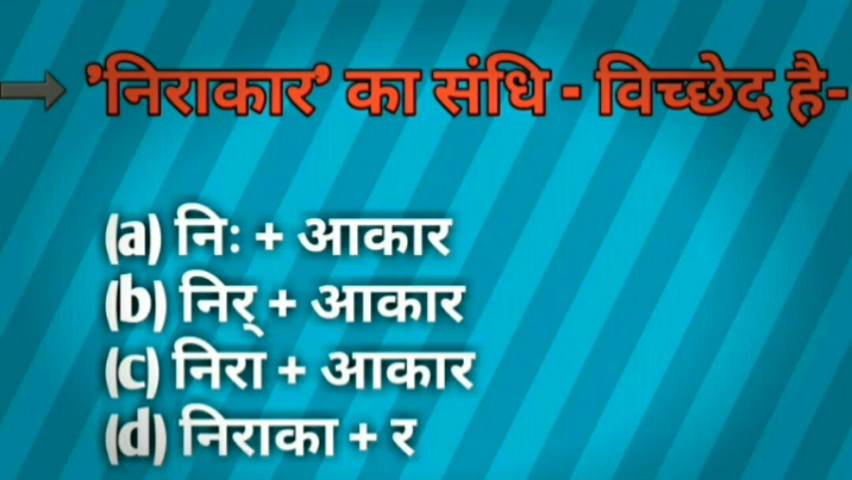 ’निराकार’ का संधि - विच्छेद है-
(a) निः + आकार
(b) निर् + आकार
(c) निरा + आकार
(d) निराका + र